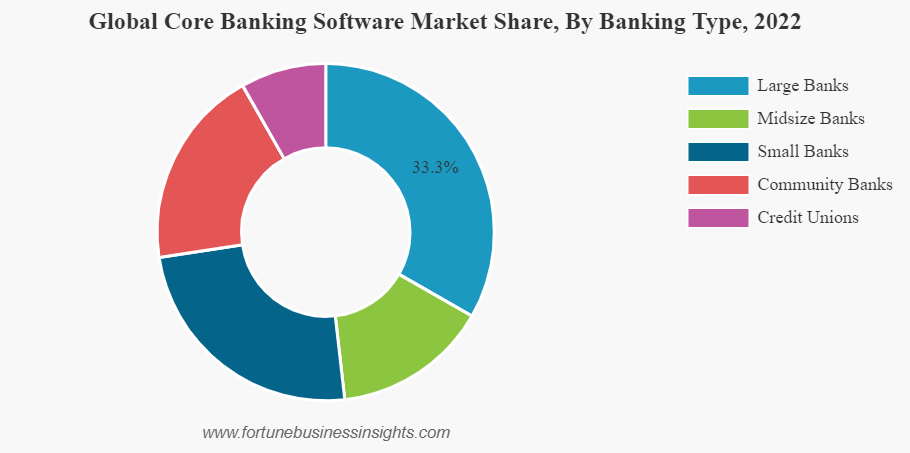 Global Core Banking Software Market Share, By Banking Type, 2022
Large Banks
Midsize Banks
Small Banks
Community Banks
Credit Unions
33.3%
www.fortunebusinessinsights.com